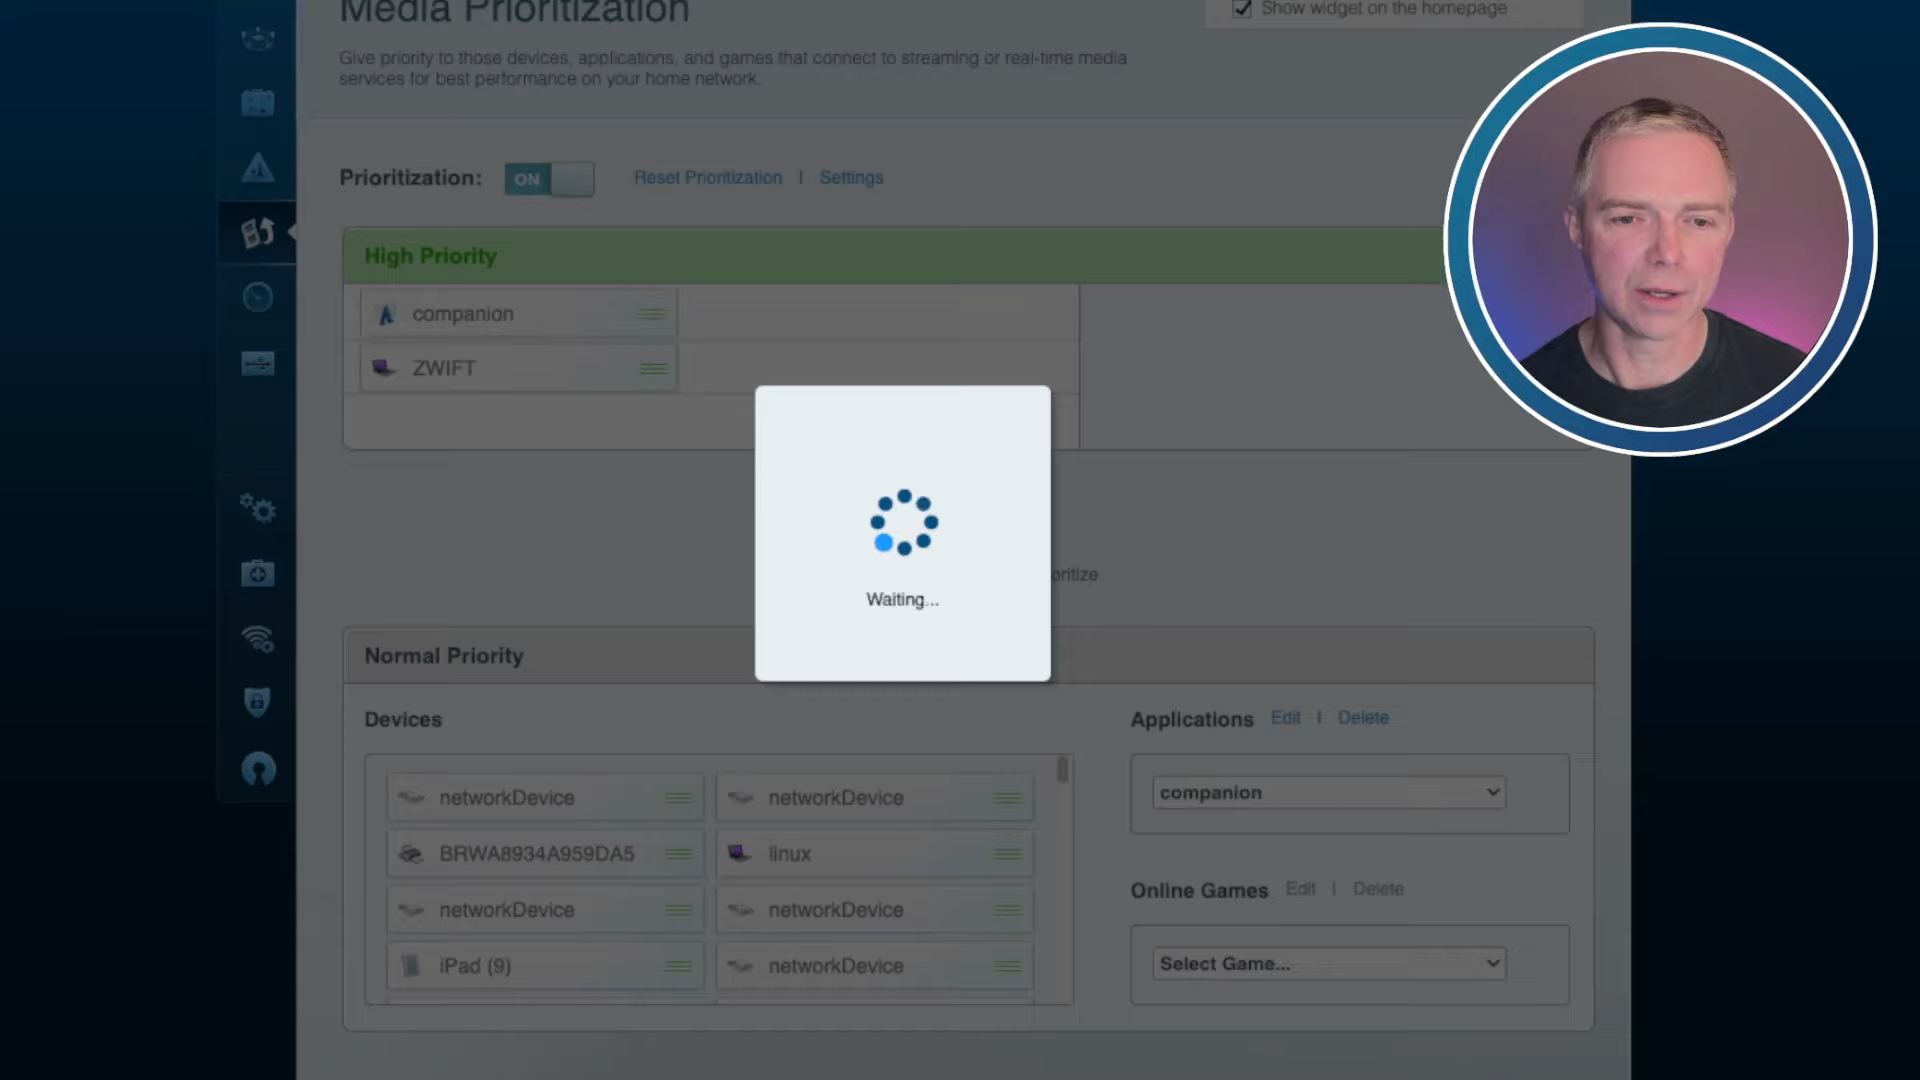 Media Prioritization
Show widget on the homepage
Give priority to those devices, applications, and games that connect to streaming or real-time media
services for best performance on your home network.
Prioritization: ON Reset Prioritization | Settings
High Priority
companion
ZWIFT
Waiting...
oritize
Normal Priority
Devices
networkDevice networkDevice
BRWA8934A959DA5 linux
networkDevice networkDevice
iPad (9) networkDevice
Applications Edit | Delete
companion
Online Games Edit | Delete
Select Game...